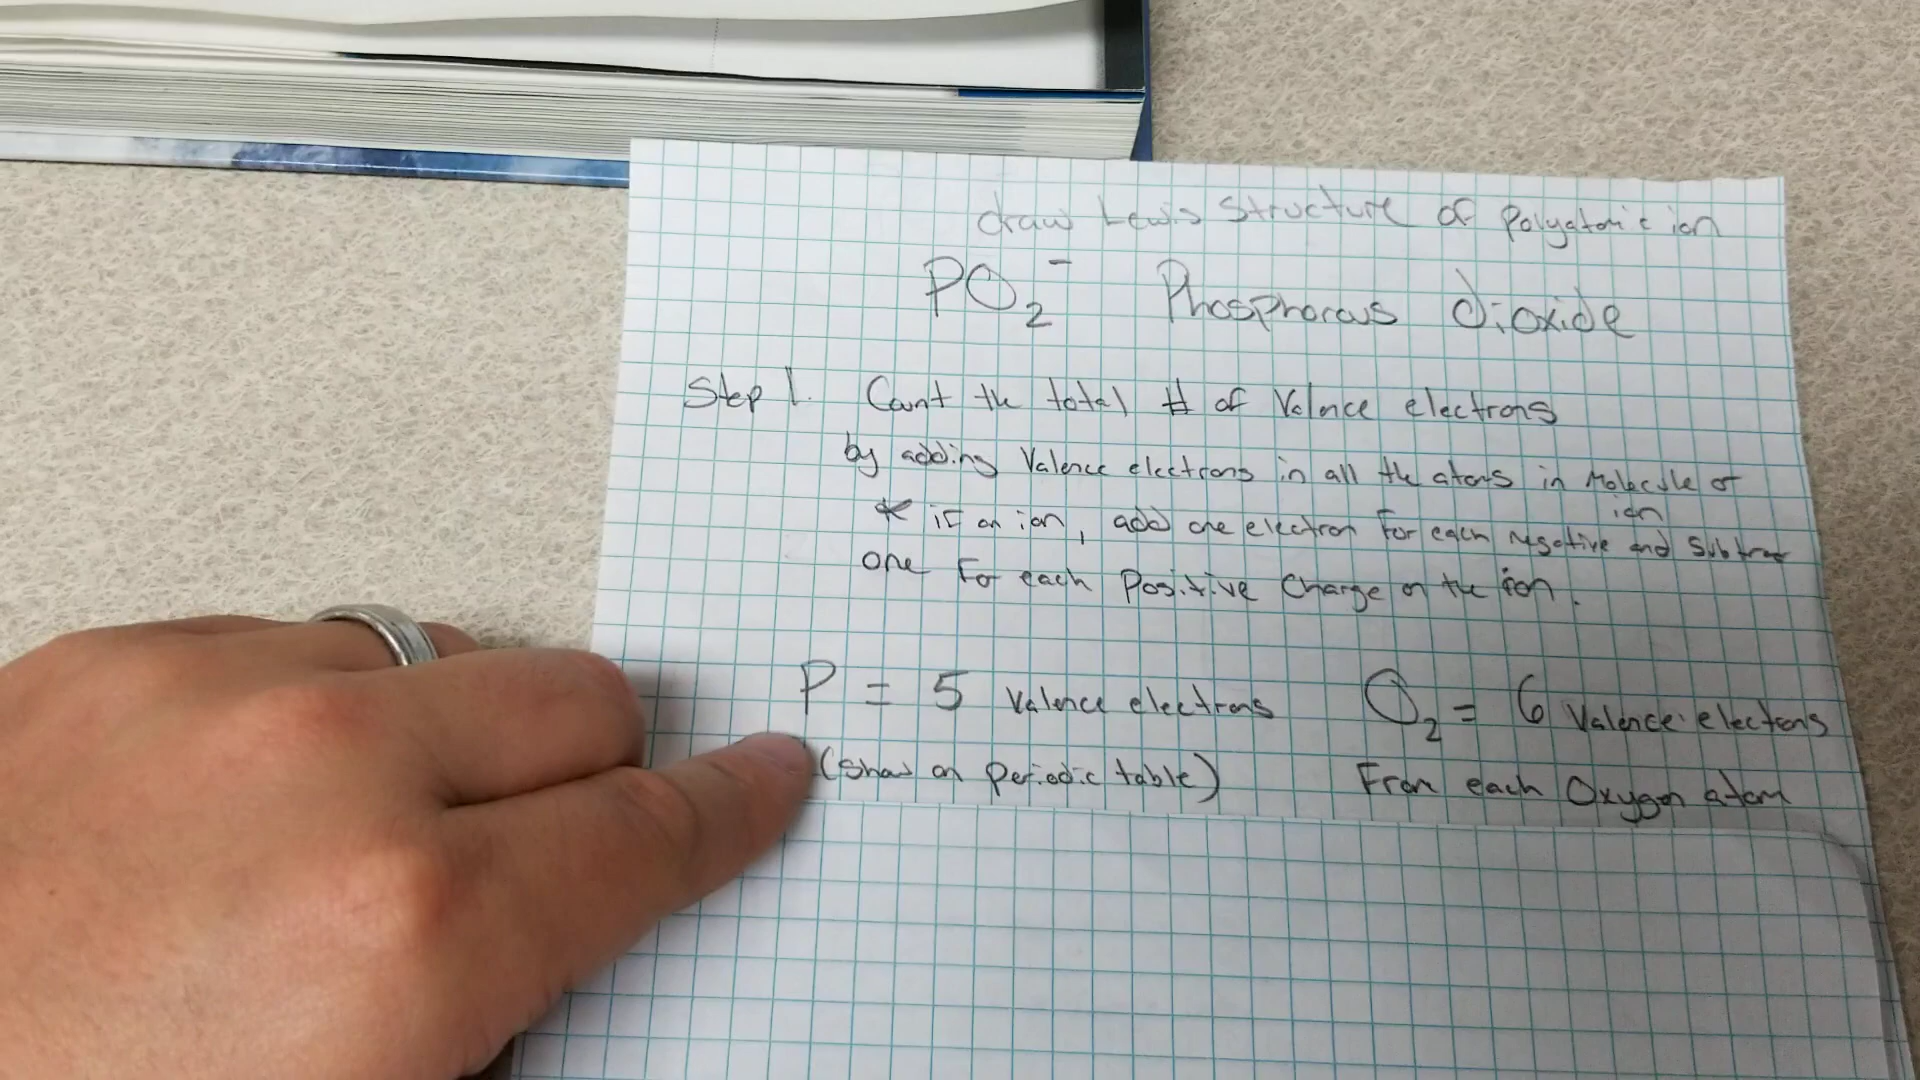 draw Lewis Structure of Polyatomic ion
PO₂⁻ Phosphorous dioxide
Step 1. Count the total # of Valence electrons
by adding Valence electrons in all the atoms in Molecule or
ion
* if an ion, add one electron for each negative and subtract
one for each Positive Charge on the ion.
P = 5 Valence electrons O₂ = 6 Valence electons
(Show on periodic table) From each Oxygen atom